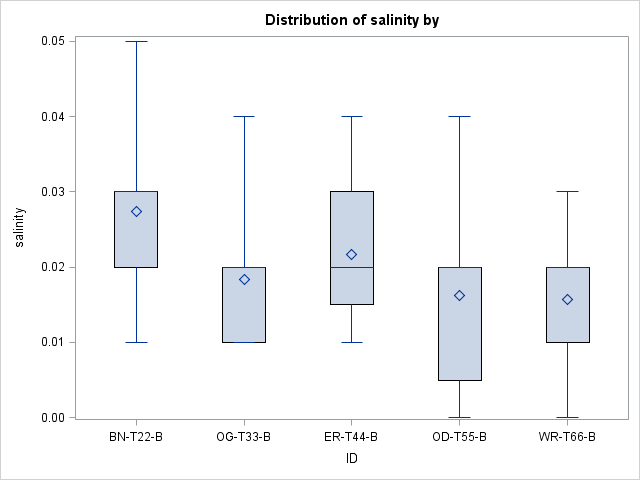 Distribution of salinity by
0.05
0.04
0.03
0.02
0.01
0.00
salinity
BN-T22-B OG-T33-B ER-T44-B OD-T55-B WR-T66-B
ID